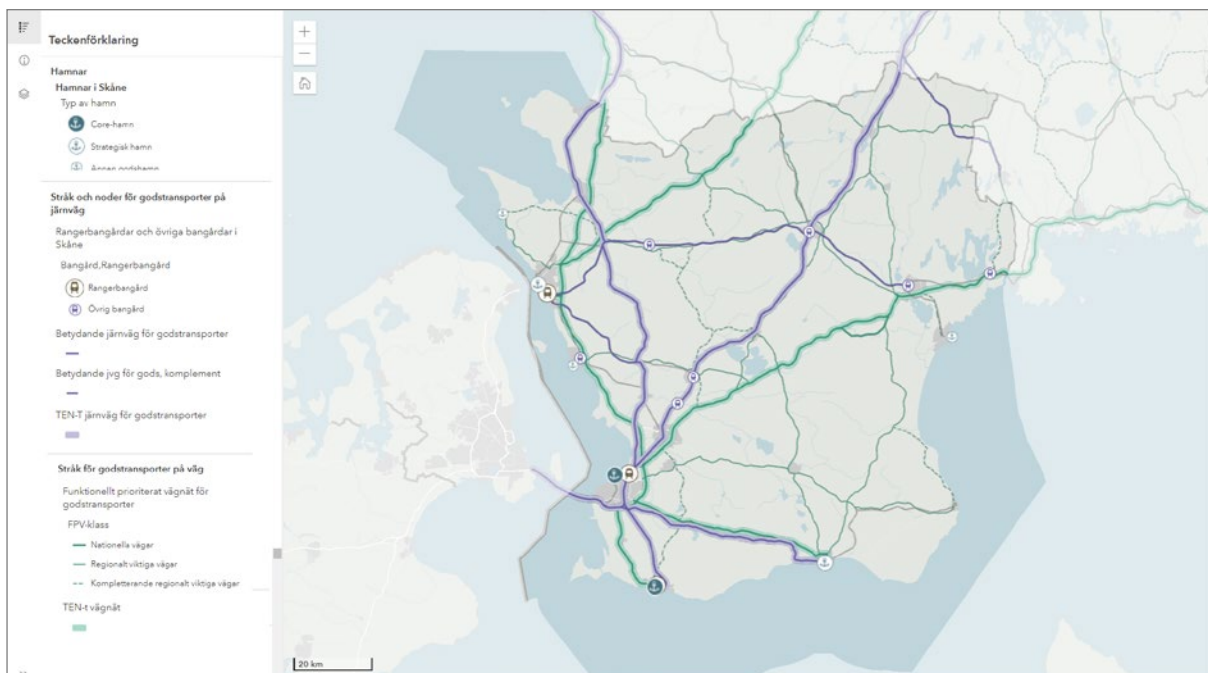 Teckenförklaring
Hamnar
Hamnar i Skåne
Typ av hamn
Core-hamn
Strategisk hamn
Annan godshamn
Stråk och noder för godstransporter på
järnväg
Rangerbangårdar och övriga bangårdar i
Skåne
Bangård,Rangerbangård
Rangerbangård
Övrig bangård
Betydande järnväg för godstransporter
Betydande jvg för gods, komplement
TEN-T järnväg för godstransporter
Stråk för godstransporter på väg
Funktionellt prioriterat vägnät för
godstransporter
FPV-klass
Nationella vägar
Regionalt viktiga vägar
Kompletterande regionalt viktiga vägar
TEN-t vägnät
20 km